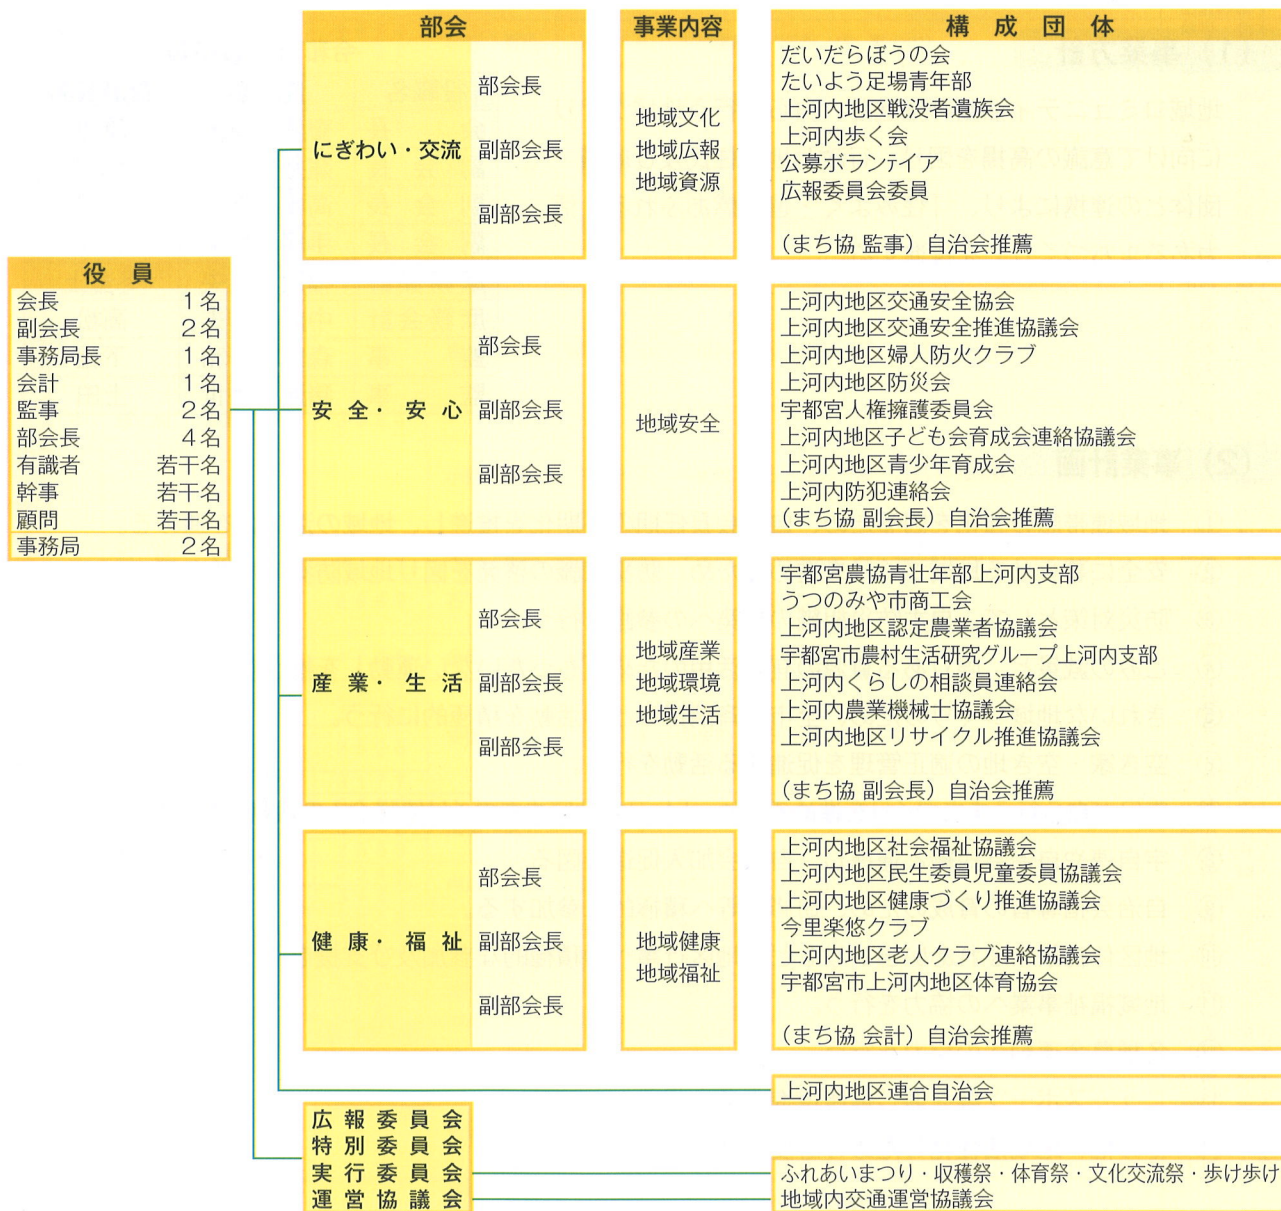 役員
会長 1名
副会長 2名
事務局長 1名
会計 1名
監事 2名
部会長 4名
有識者 若干名
幹事 若干名
顧問 若干名
事務局 2名
部会
事業内容
構成団体
にぎわい・交流
部会長
副部会長
副部会長
地域文化
地域広報
地域資源
だいだらぼうの会
たいよう足場青年部
上河内地区戦没者遺族会
上河内歩く会
公募ボランテイア
広報委員会委員
(まち協 監事)自治会推薦
安全・安心
部会長
副部会長
副部会長
地域安全
上河内地区交通安全協会
上河内地区交通安全推進協議会
上河内地区婦人防火クラブ
上河内地区防災会
宇都宮人権擁護委員会
上河内地区子ども会育成会連絡協議会
上河内地区青少年育成会
上河内防犯連絡会
(まち協 副会長)自治会推薦
産業・生活
部会長
副部会長
副部会長
地域産業
地域環境
地域生活
宇都宮農協青壮年部上河内支部
うつのみや市商工会
上河内地区認定農業者協議会
宇都宮市農村生活研究グループ上河内支部
上河内くらしの相談員連絡会
上河内農業機械士協議会
上河内地区リサイクル推進協議会
(まち協 副会長)自治会推薦
健康・福祉
部会長
副部会長
副部会長
地域健康
地域福祉
上河内地区社会福祉協議会
上河内地区民生委員児童委員協議会
上河内地区健康づくり推進協議会
今里楽悠クラブ
上河内地区老人クラブ連絡協議会
宇都宮市上河内地区体育協会
(まち協 会計)自治会推薦
上河内地区連合自治会
広報委員会
特別委員会
実行委員会
運営協議会
ふれあいまつり・収穫祭・体育祭・文化交流祭・歩け歩け
地域内交通運営協議会